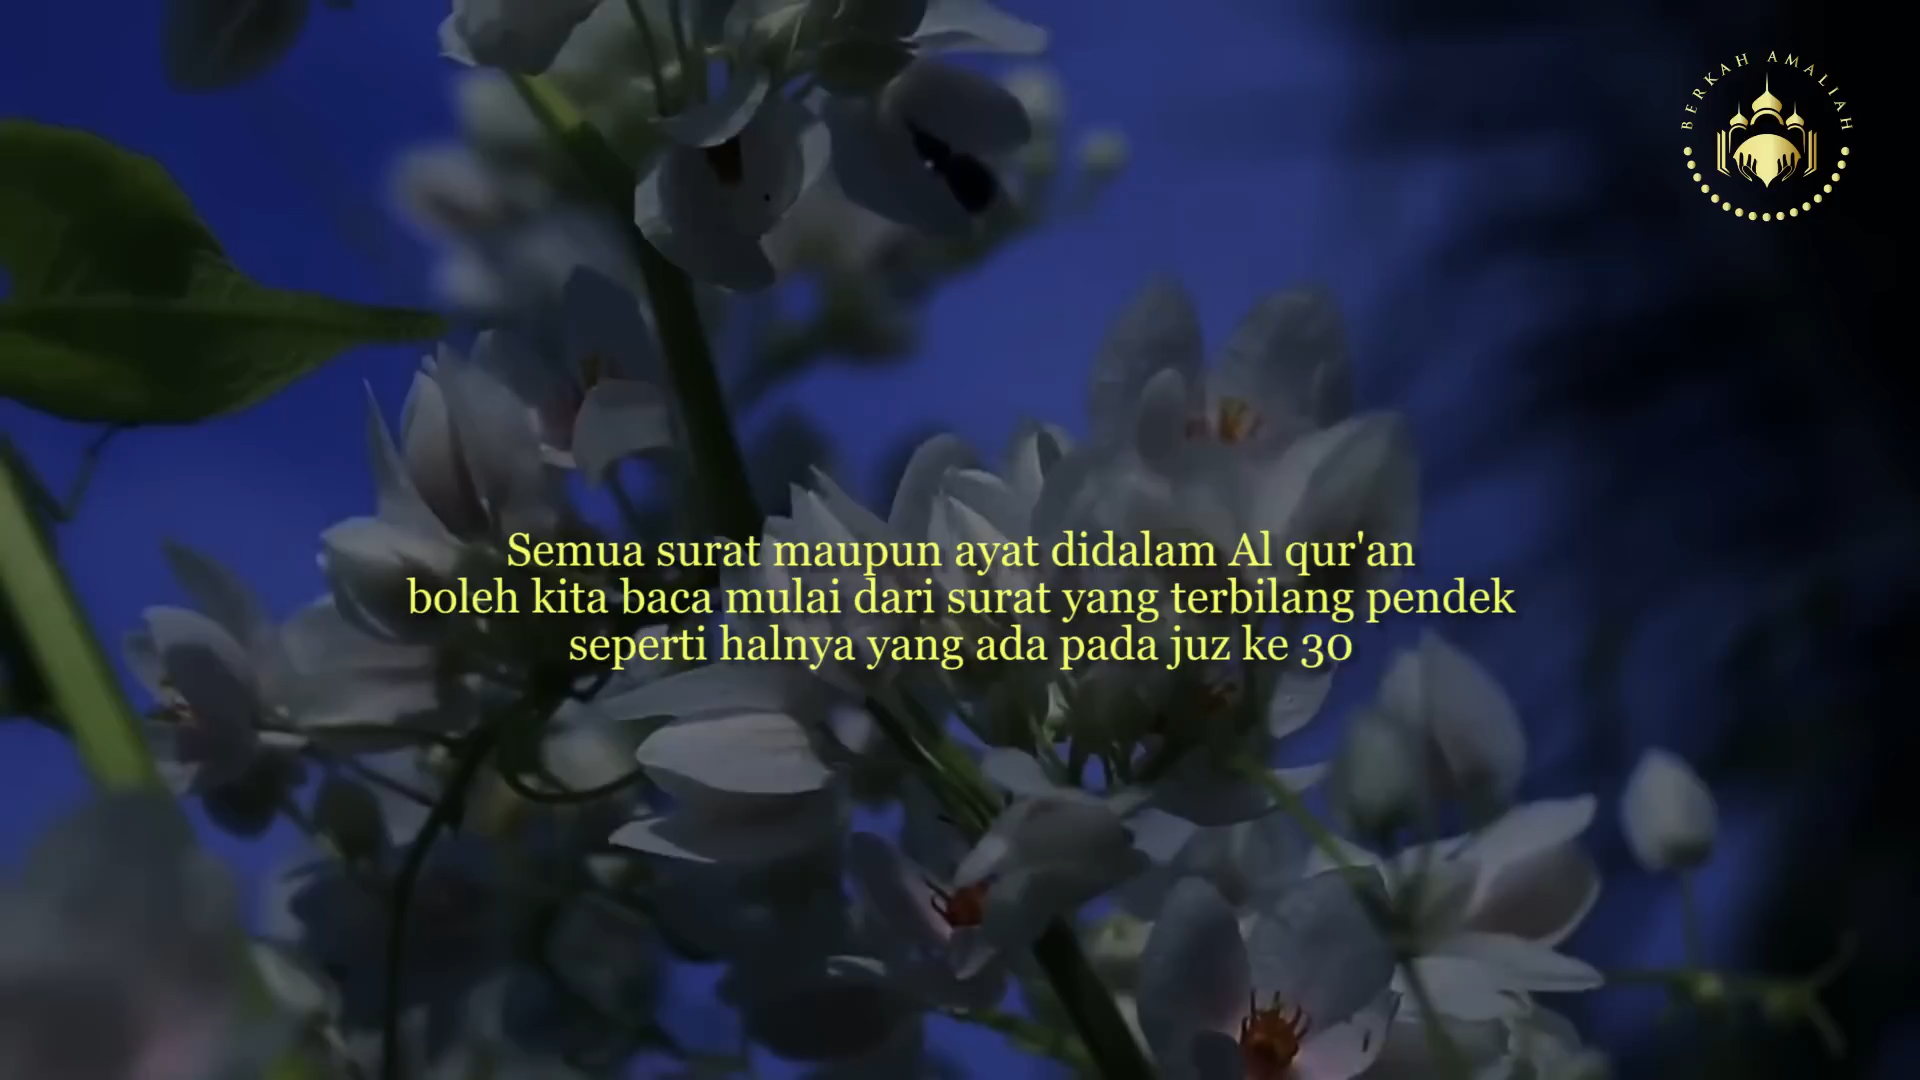 BERKAH AMALIAH
Semua surat maupun ayat didalam Al qur'an
boleh kita baca mulai dari surat yang terbilang pendek
seperti halnya yang ada pada juz ke 30